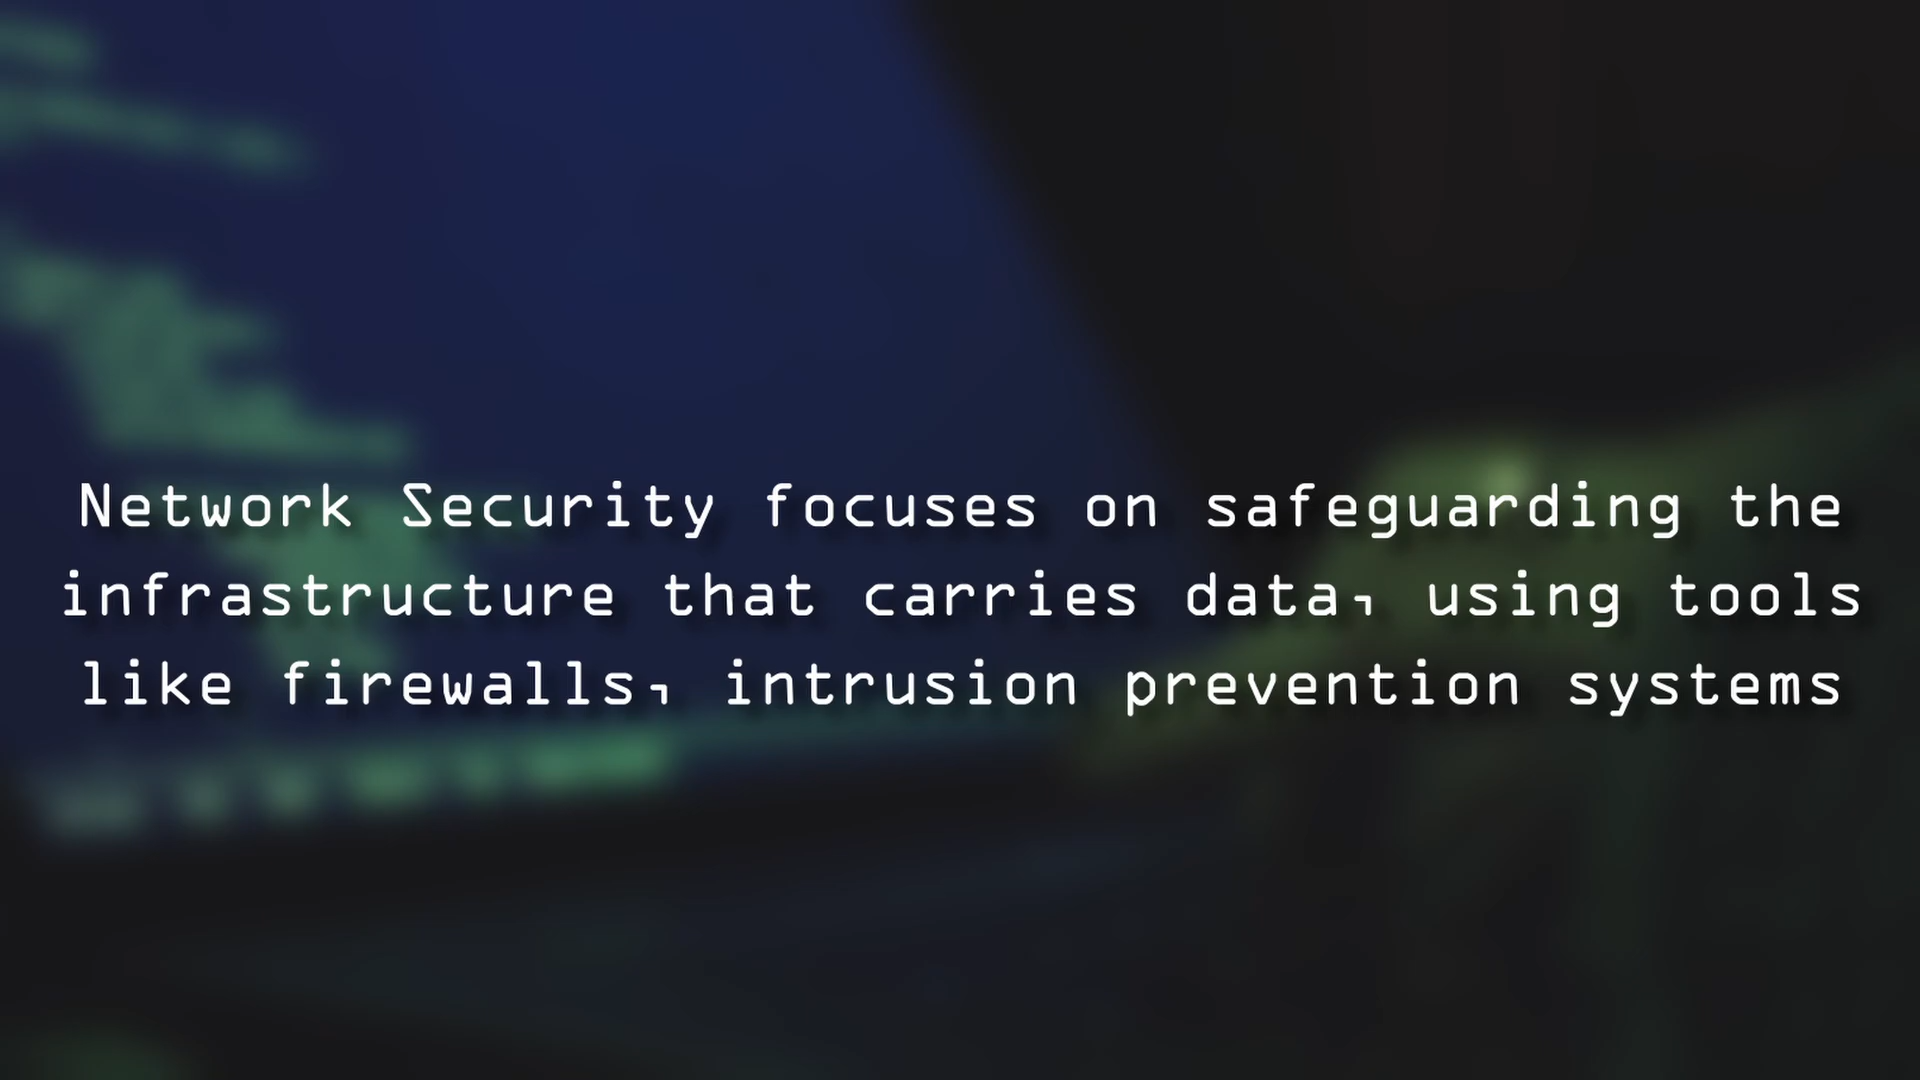 Network Security focuses on safeguarding the
infrastructure that carries data, using tools
like firewalls, intrusion prevention systems